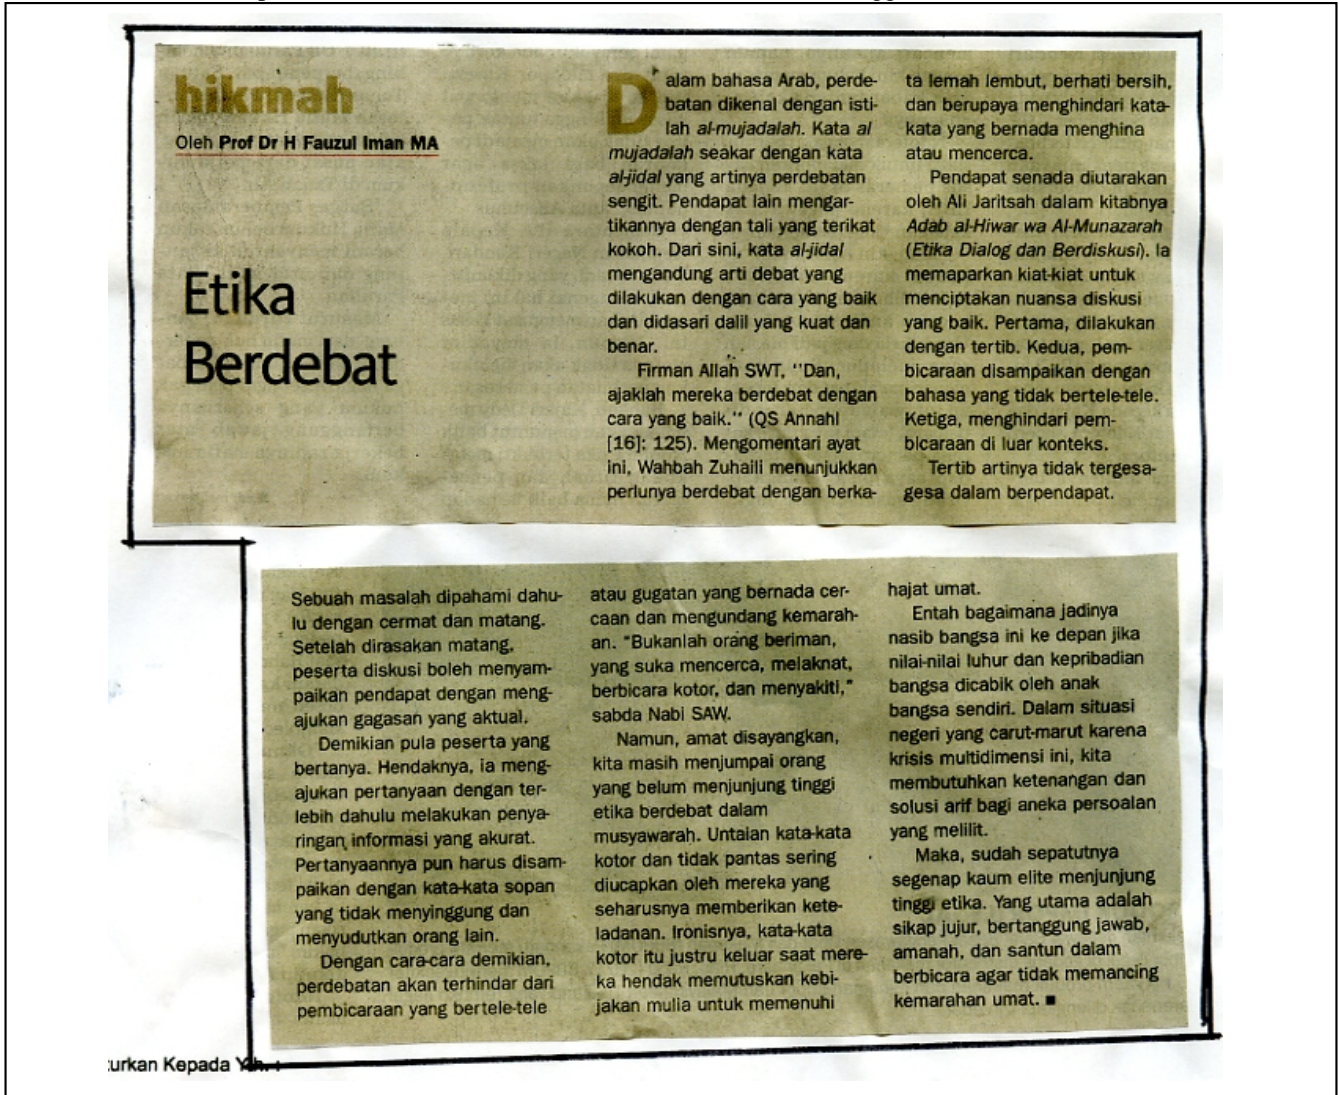 hikmah
Oleh Prof Dr H Fauzul Iman MA
Etika
Berdebat
Dalam bahasa Arab, perde-
batan dikenal dengan isti-
lah al-mujadalah. Kata al
mujadalah seakar dengan kata
al-jidal yang artinya perdebatan
sengit. Pendapat lain mengar-
tikannya dengan tali yang terikat
kokoh. Dari sini, kata al-jidal
mengandung arti debat yang
dilakukan dengan cara yang baik
dan didasari dalil yang kuat dan
benar.
Firman Allah SWT, ''Dan,
ajaklah mereka berdebat dengan
cara yang baik.'' (QS Annahl
[16]: 125). Mengomentari ayat
ini, Wahbah Zuhaili menunjukkan
perlunya berdebat dengan berka-
ta lemah lembut, berhati bersih,
dan berupaya menghindari kata-
kata yang bernada menghina
atau mencerca.
Pendapat senada diutarakan
oleh Ali Jaritsah dalam kitabnya
Adab al-Hiwar wa Al-Munazarah
(Etika Dialog dan Berdiskusi). Ia
memaparkan kiat-kiat untuk
menciptakan nuansa diskusi
yang baik. Pertama, dilakukan
dengan tertib. Kedua, pem-
bicaraan disampaikan dengan
bahasa yang tidak bertele-tele.
Ketiga, menghindari pem-
bicaraan di luar konteks.
Tertib artinya tidak tergesa-
gesa dalam berpendapat.
Sebuah masalah dipahami dahu-
lu dengan cermat dan matang.
Setelah dirasakan matang,
peserta diskusi boleh menyam-
paikan pendapat dengan meng-
ajukan gagasan yang aktual.
Demikian pula peserta yang
bertanya. Hendaknya, ia meng-
ajukan pertanyaan dengan ter-
lebih dahulu melakukan penya-
ringan informasi yang akurat.
Pertanyaannya pun harus disam-
paikan dengan kata-kata sopan
yang tidak menyinggung dan
menyudutkan orang lain.
Dengan cara-cara demikian,
perdebatan akan terhindar dari
pembicaraan yang bertele-tele
atau gugatan yang bernada cer-
caan dan mengundang kemarah-
an. "Bukanlah orang beriman,
yang suka mencerca, melaknat,
berbicara kotor, dan menyakiti,"
sabda Nabi SAW.
Namun, amat disayangkan,
kita masih menjumpai orang
yang belum menjunjung tinggi
etika berdebat dalam
musyawarah. Untaian kata-kata
kotor dan tidak pantas sering
diucapkan oleh mereka yang
seharusnya memberikan kete-
ladanan. Ironisnya, kata-kata
kotor itu justru keluar saat mere-
ka hendak memutuskan kebi-
jakan mulia untuk memenuhi
hajat umat.
Entah bagaimana jadinya
nasib bangsa ini ke depan jika
nilai-nilai luhur dan kepribadian
bangsa dicabik oleh anak
bangsa sendiri. Dalam situasi
negeri yang carut-marut karena
krisis multidimensi ini, kita
membutuhkan ketenangan dan
solusi arif bagi aneka persoalan
yang melilit.
Maka, sudah sepatutnya
segenap kaum elite menjunjung
tinggi etika. Yang utama adalah
sikap jujur, bertanggung jawab,
amanah, dan santun dalam
berbicara agar tidak memancing
kemarahan umat. ■
urkan Kepada Yth. :